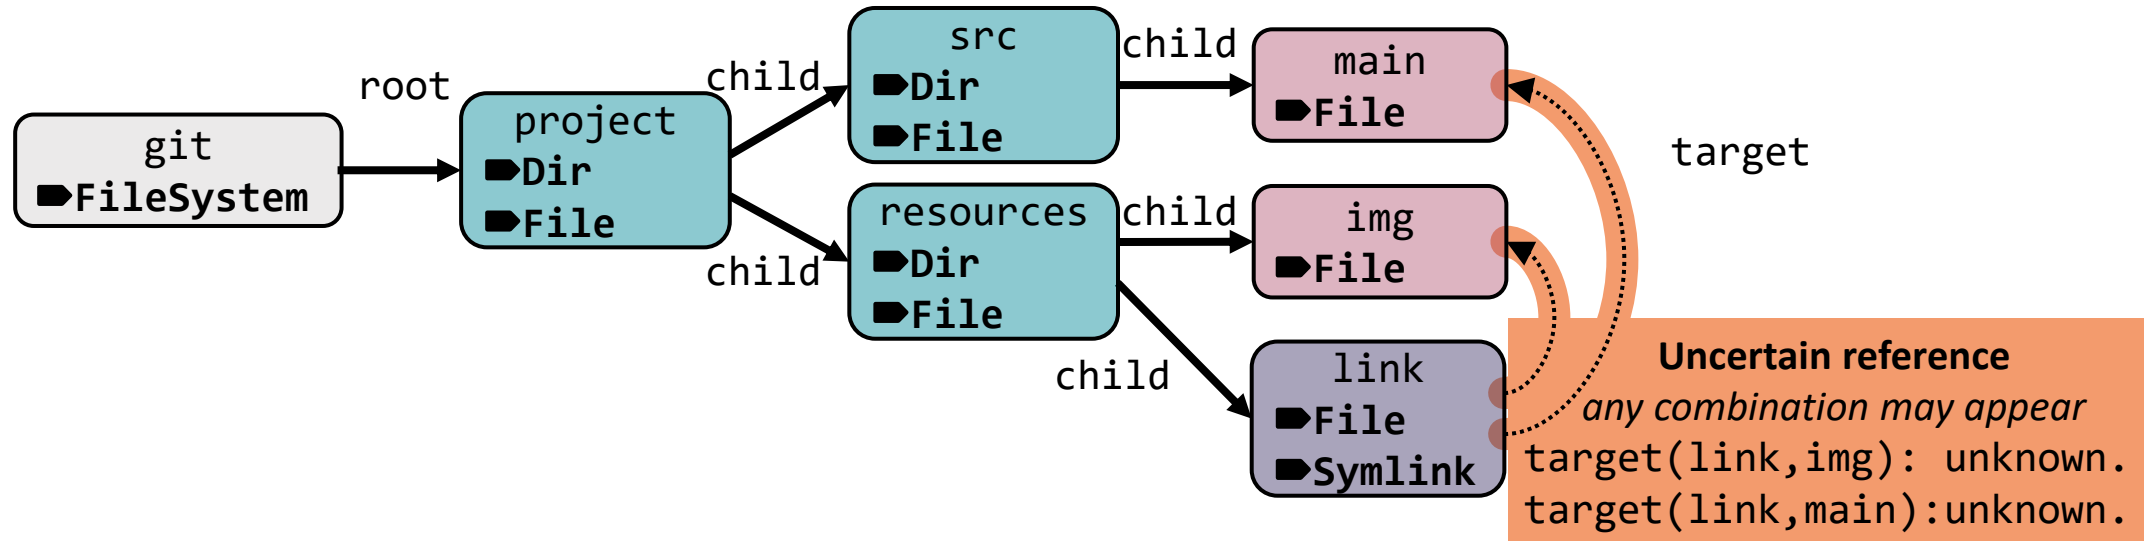 git
FileSystem
root
project
Dir
File
child
child
src
Dir
File
resources
Dir
File
child
child
child
main
File
img
File
link
File
Symlink
target
Uncertain reference
any combination may appear
target(link,img): unknown.
target(link,main):unknown.